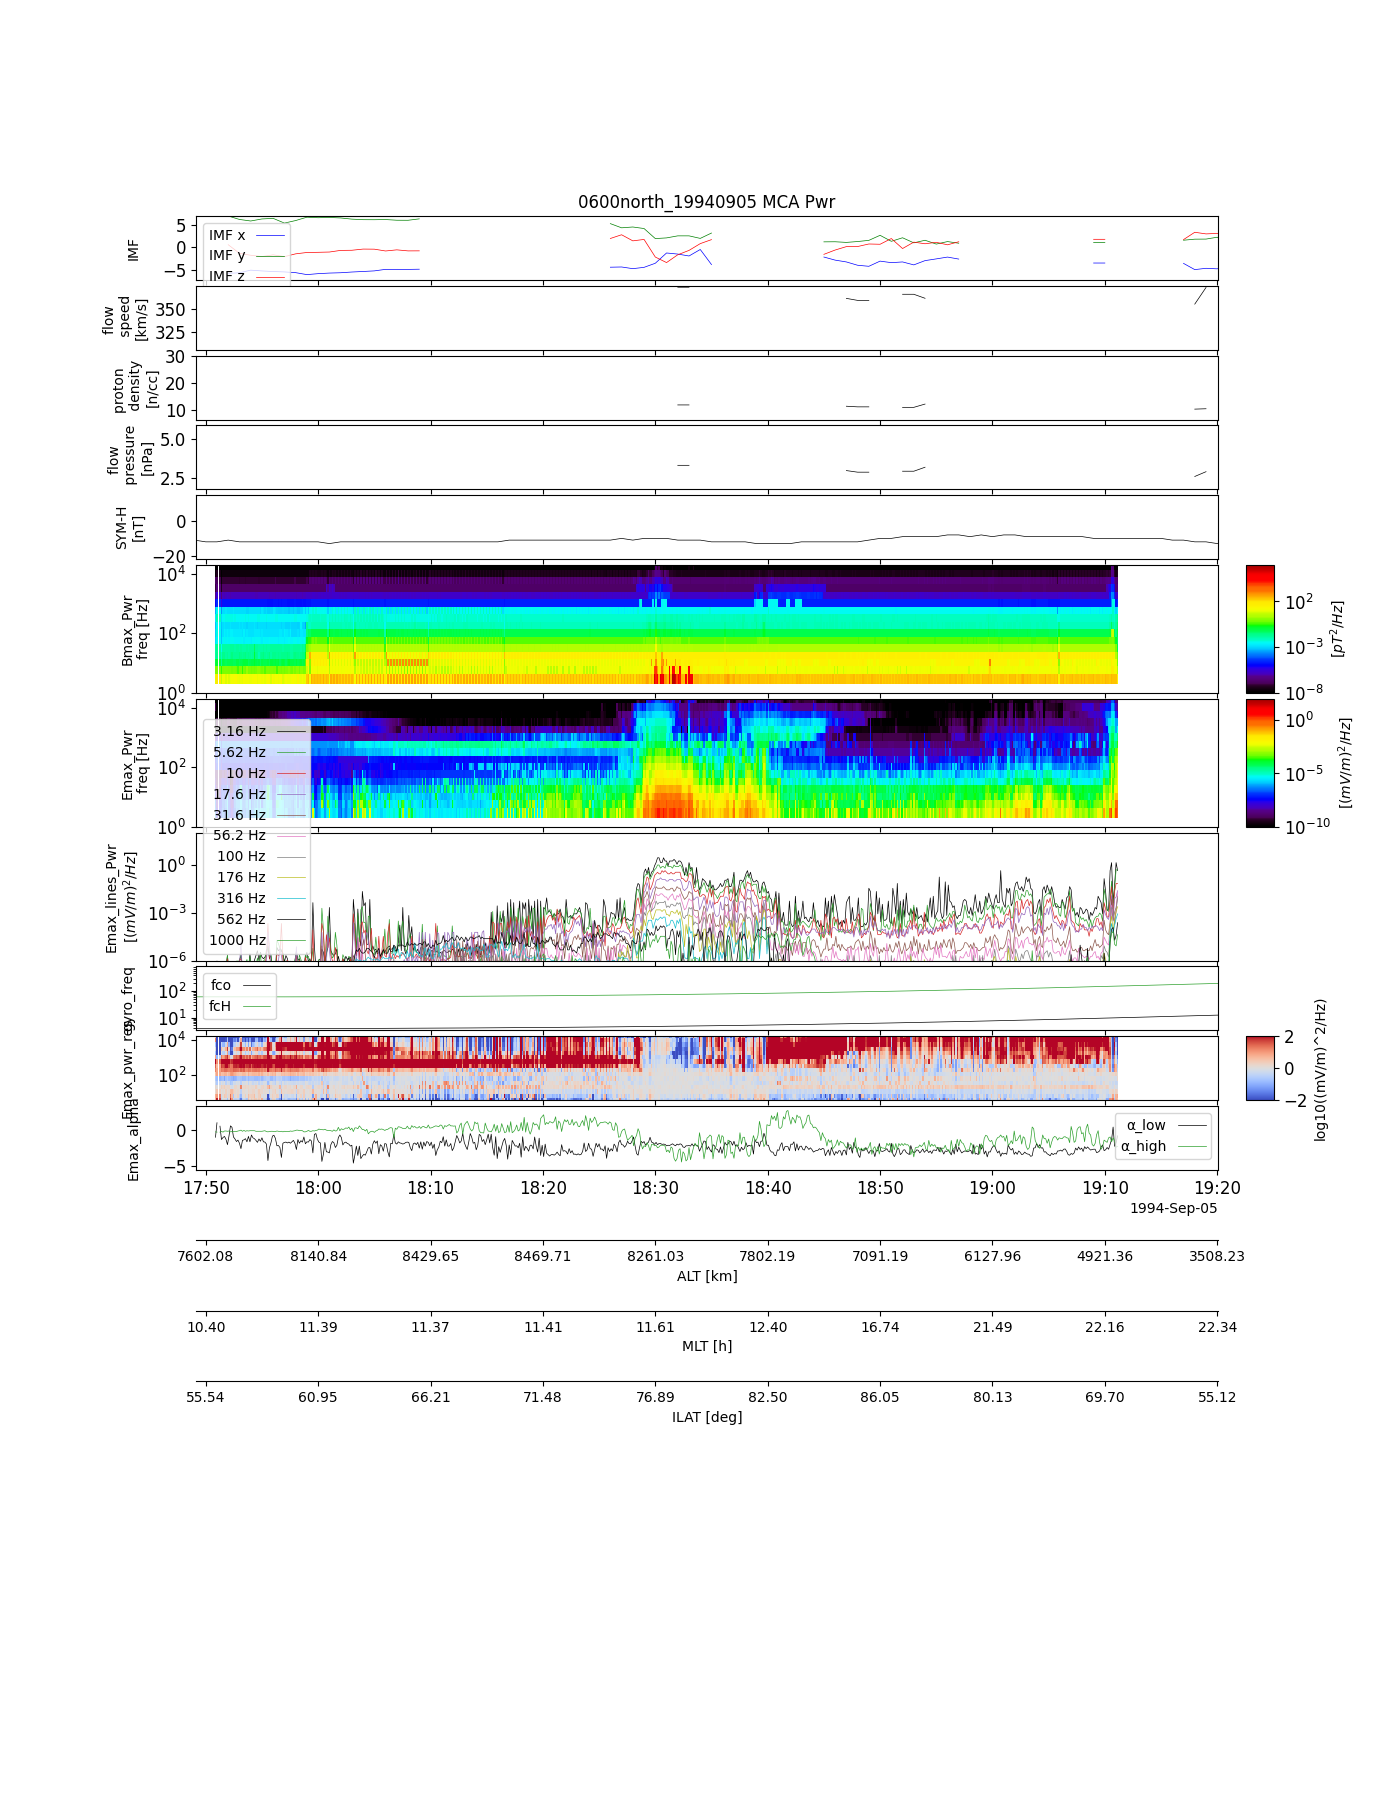 0600north_19940905 MCA Pwr
IMF
5
0
−5
IMF x
IMF y
IMF z
flow
speed
[km/s]
350
325
proton
density
[n/cc]
30
20
10
flow
pressure
[nPa]
5.0
2.5
SYM-H
[nT]
0
−20
Bmax_Pwr
freq [Hz]
10^4
10^2
10^0
10^2
10^−3
10^−8
[pT^2/Hz]
Emax_Pwr
freq [Hz]
10^4
10^2
10^0
10^0
10^−5
10^−10
[(mV/m)^2/Hz]
3.16 Hz
5.62 Hz
10 Hz
17.6 Hz
31.6 Hz
56.2 Hz
100 Hz
176 Hz
316 Hz
562 Hz
1000 Hz
Emax_lines_Pwr
[(mV/m)^2/Hz]
10^0
10^−3
10^−6
gyro_freq
10^2
10^1
fco
fcH
Emax_pwr_reg
10^4
10^2
2
0
−2
log10((mV/m)^2/Hz)
Emax_alpha
0
−5
α_low
α_high
17:50 18:00 18:10 18:20 18:30 18:40 18:50 19:00 19:10 19:20
1994-Sep-05
7602.08 8140.84 8429.65 8469.71 8261.03 7802.19 7091.19 6127.96 4921.36 3508.23
ALT [km]
10.40 11.39 11.37 11.41 11.61 12.40 16.74 21.49 22.16 22.34
MLT [h]
55.54 60.95 66.21 71.48 76.89 82.50 86.05 80.13 69.70 55.12
ILAT [deg]